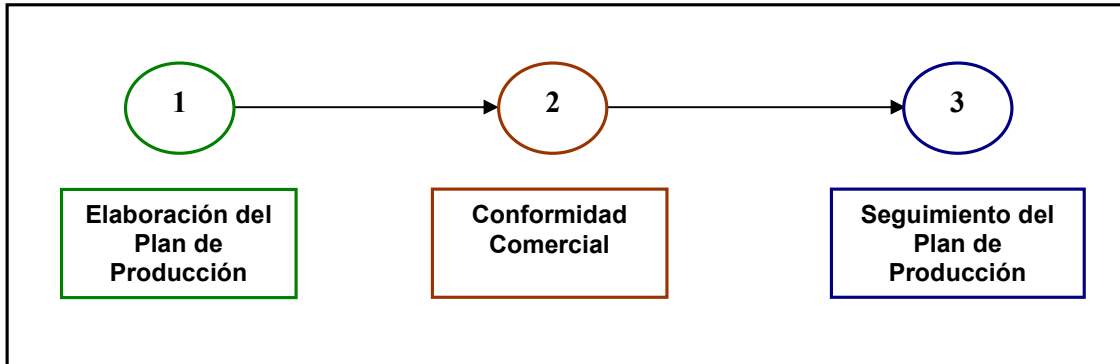 1
2
3
Elaboración del
Plan de
Producción
Conformidad
Comercial
Seguimiento del
Plan de
Producción